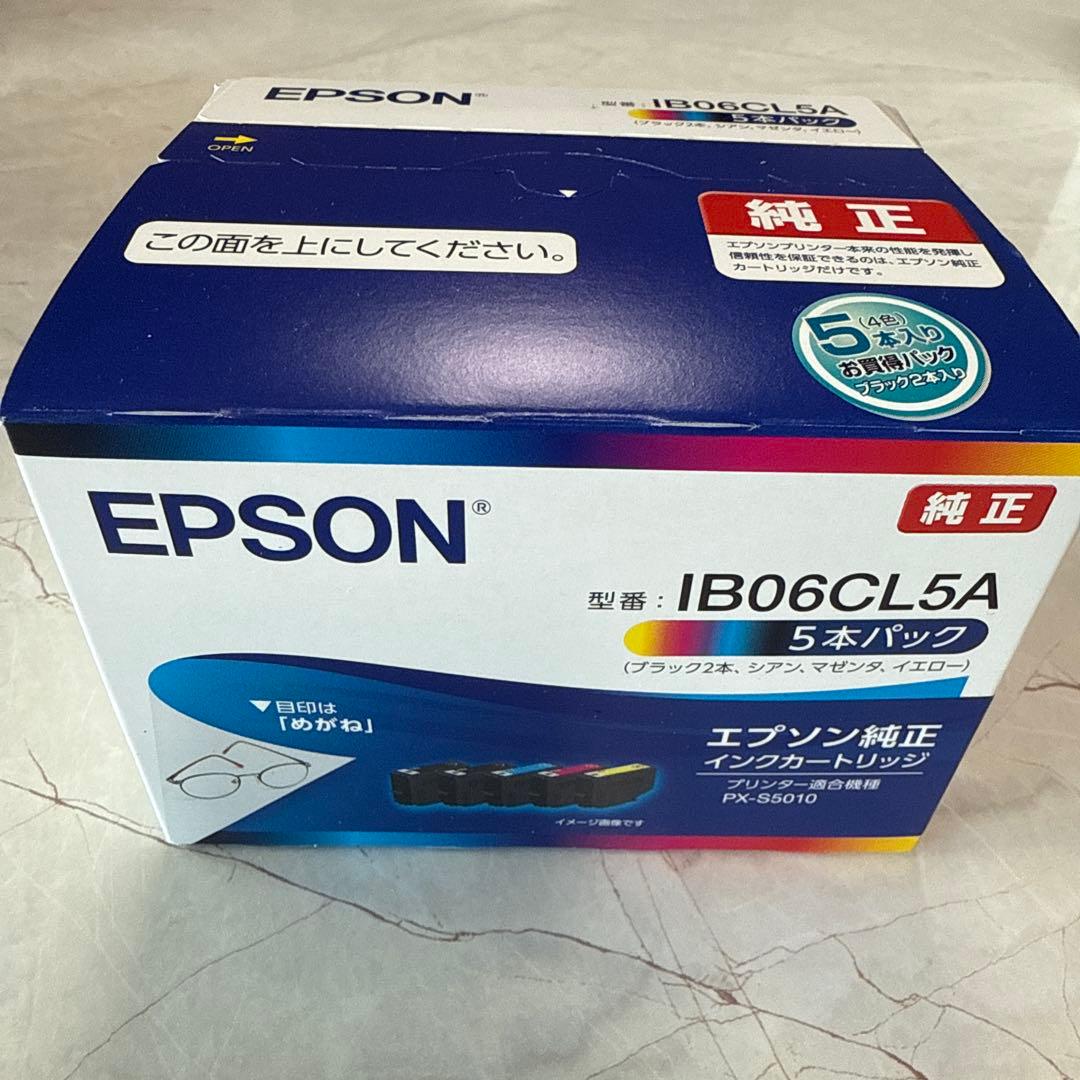 EPSON®
型番：IB06CL5A
5本パック
（ブラック2本、シアン、マゼンタ、イエロー）
OPEN
この面を上にしてください。
純正
エプソンプリンター本来の性能を発揮し
信頼性を保証できるのは、エプソン純正
カートリッジだけです。
5（4色）
本入り
お買得パック
ブラック2本入り
EPSON®
純正
型番：IB06CL5A
5本パック
（ブラック2本、シアン、マゼンタ、イエロー）
▼目印は
「めがね」
エプソン純正
インクカートリッジ
プリンター適合機種
PX-S5010
イメージ画像です